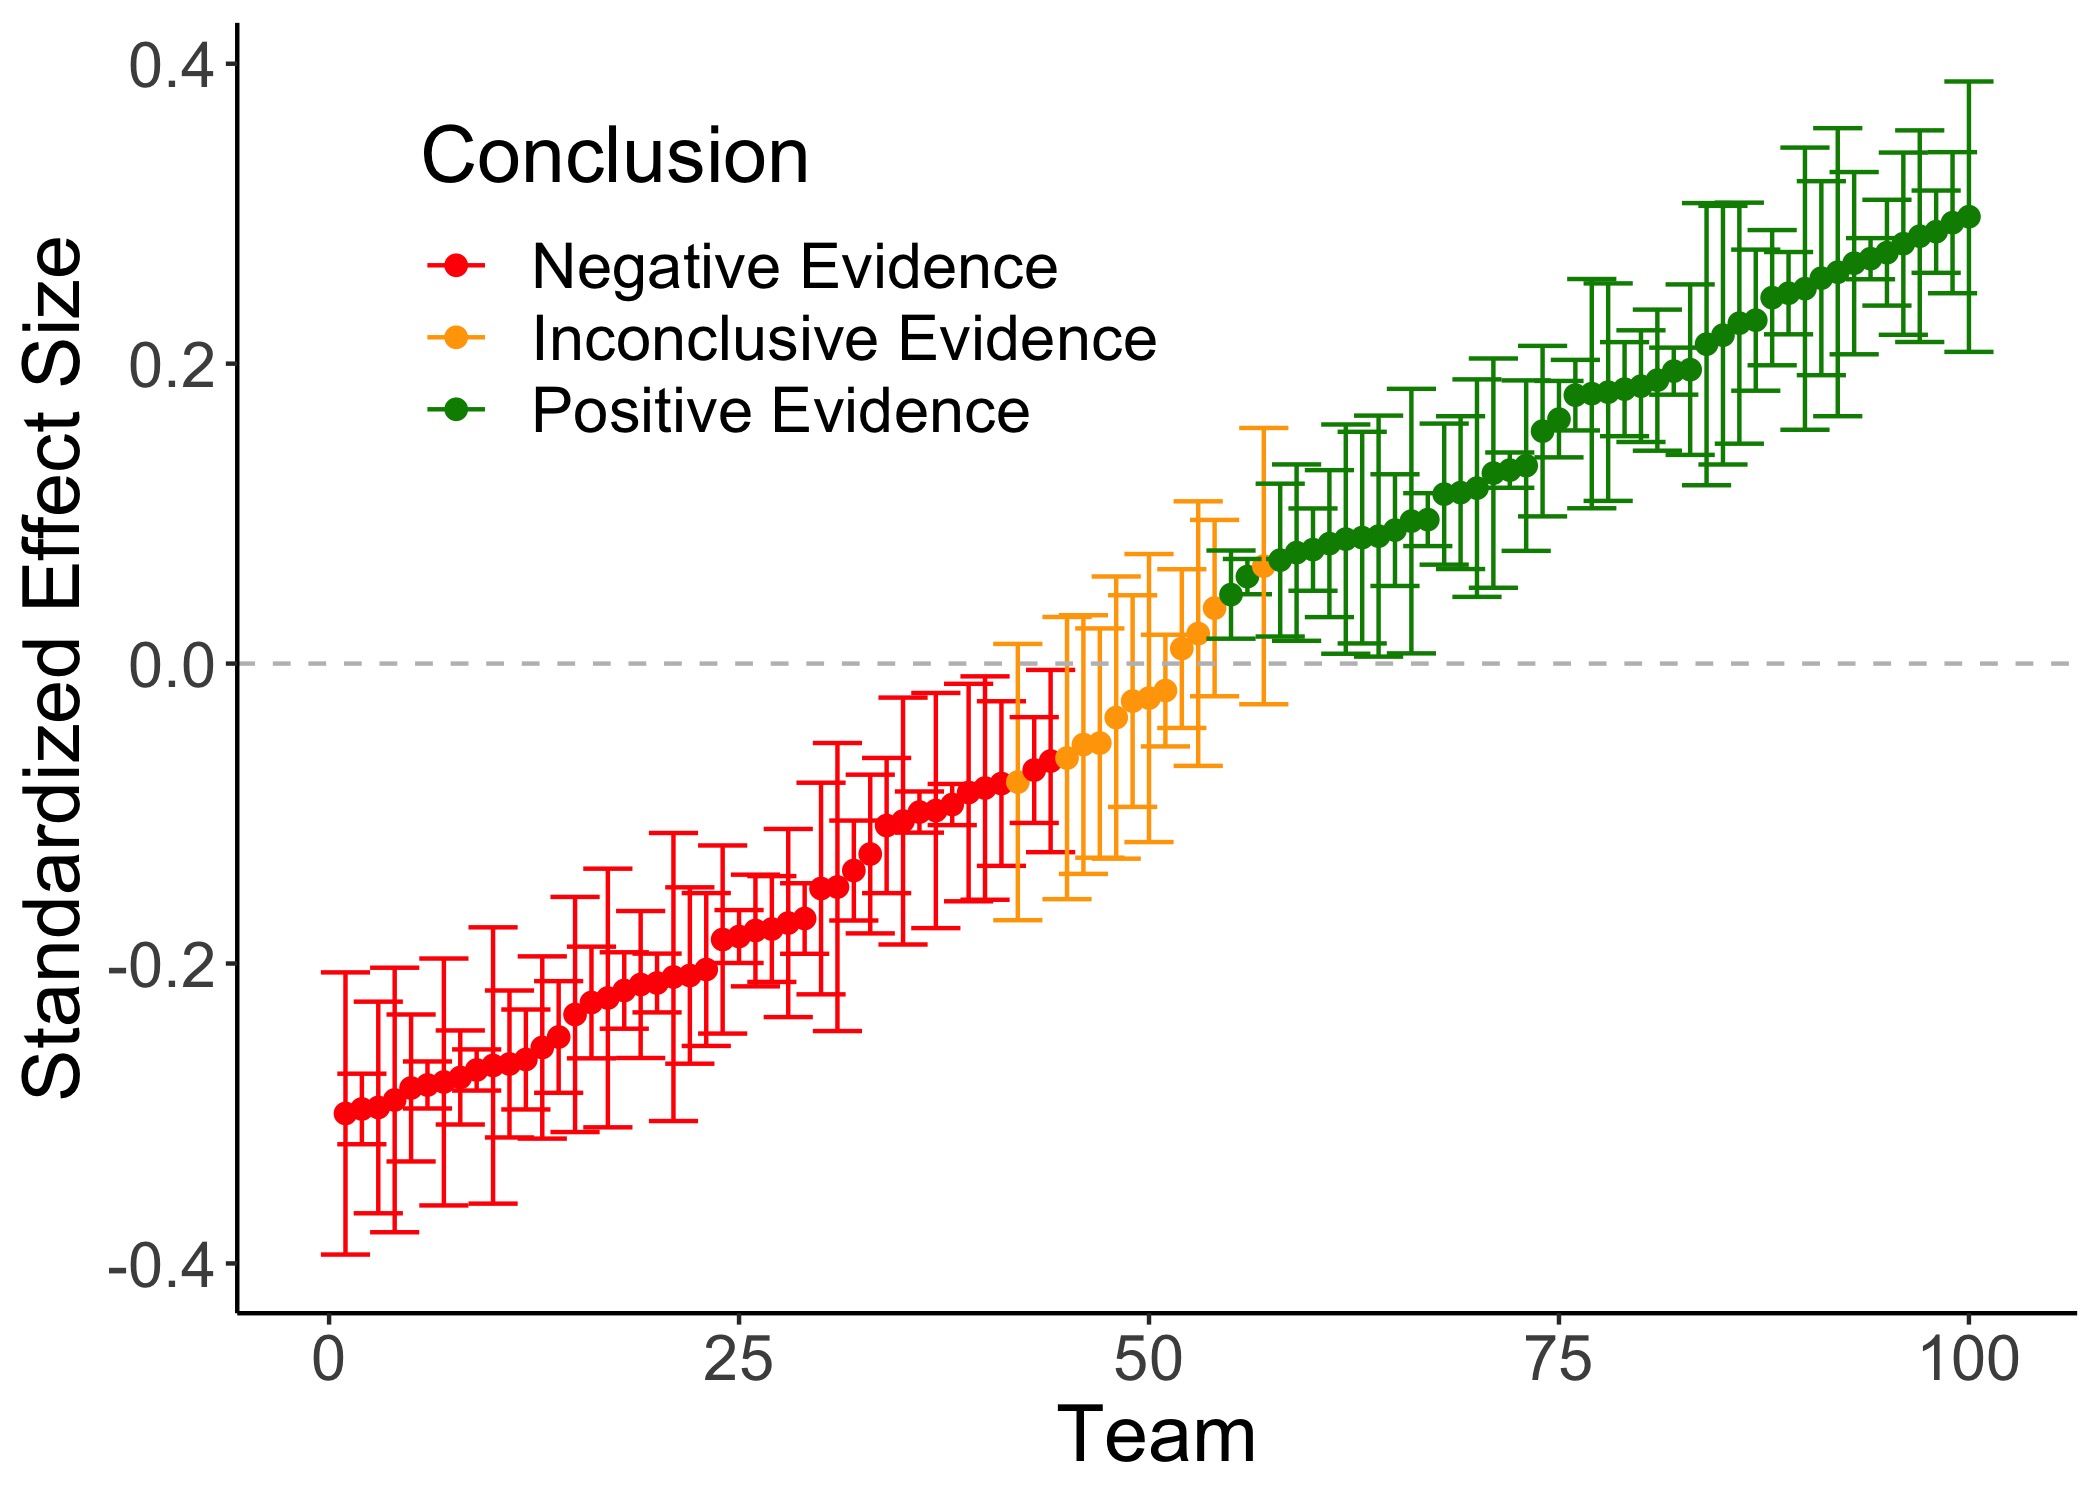 0.4
0.2
0.0
-0.2
-0.4
Standardized Effect Size
Conclusion
Negative Evidence
Inconclusive Evidence
Positive Evidence
0 25 50 75 100
Team